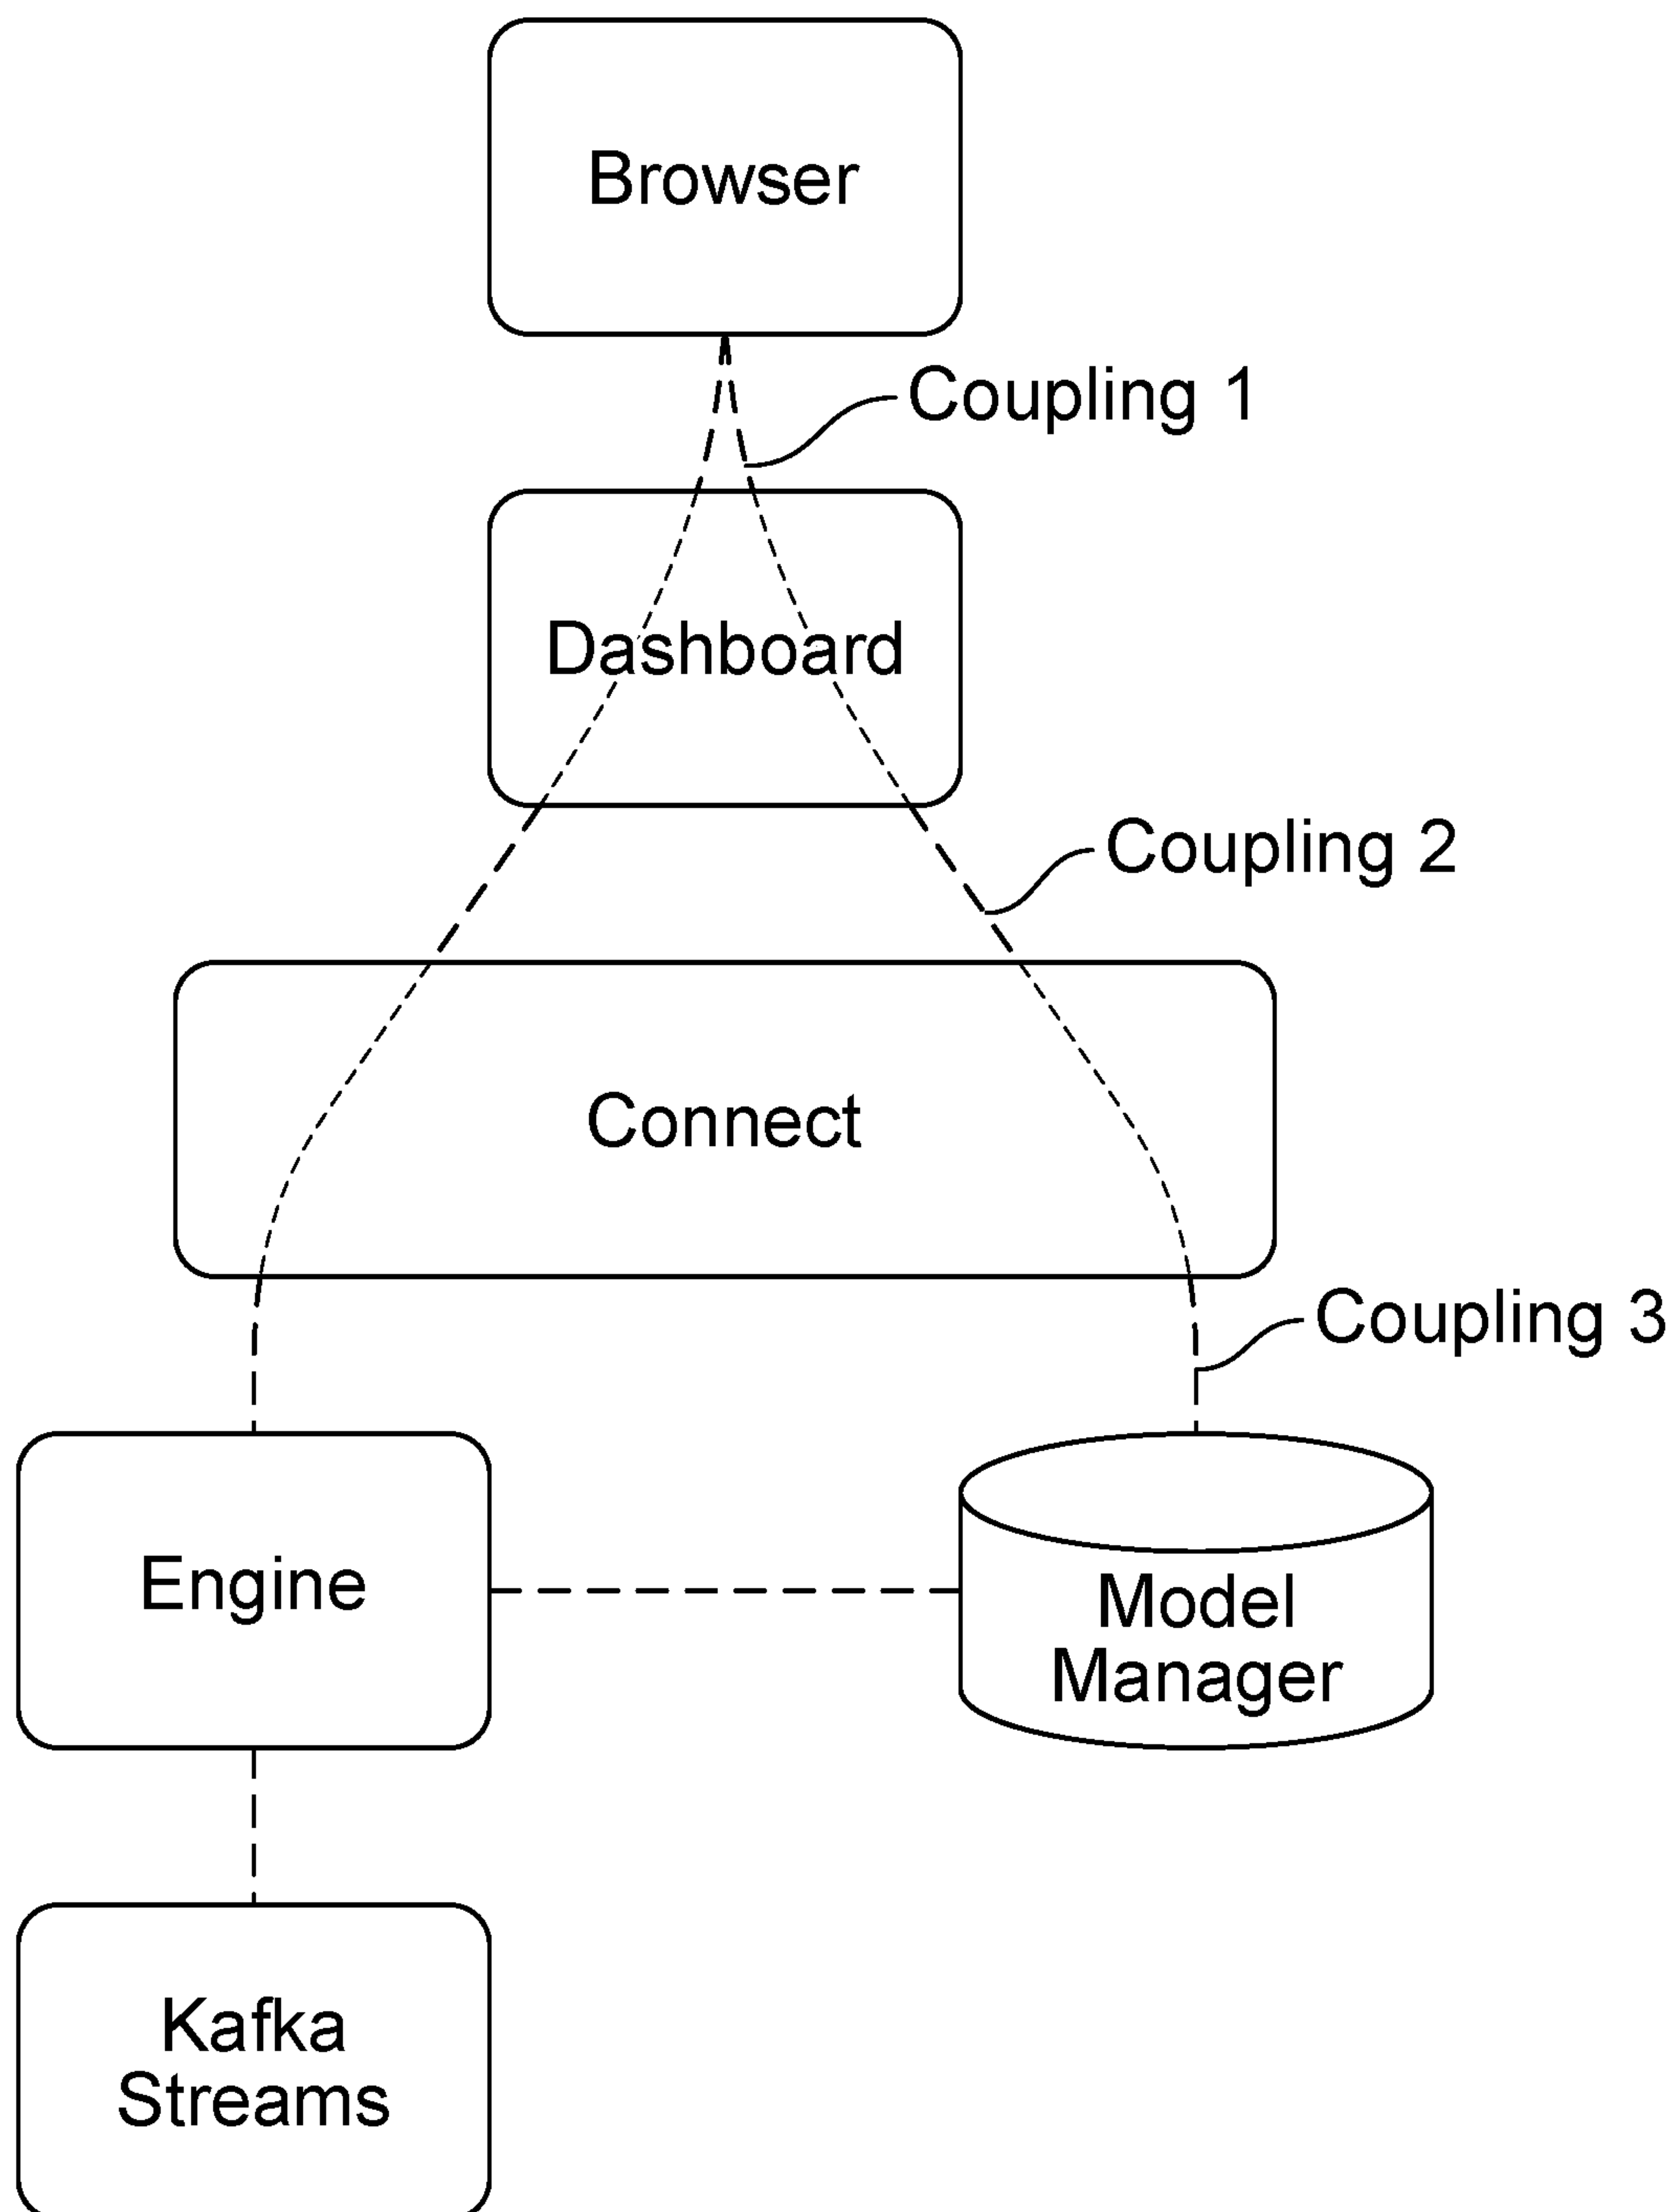 Browser
Coupling 1
Dashboard
Coupling 2
Connect
Coupling 3
Engine
Model
Manager
Kafka
Streams